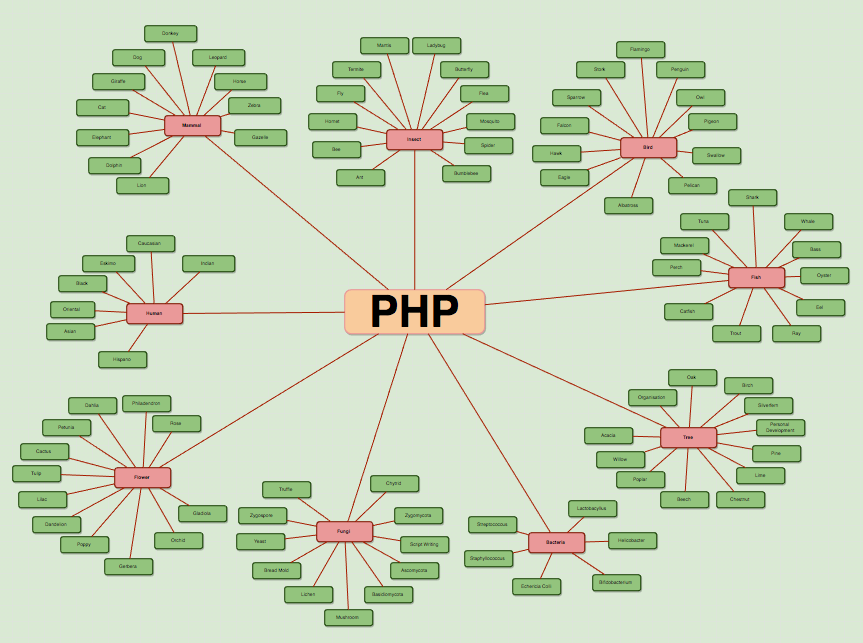 Donkey
Dog
Leopard
Giraffe
Horse
Cat
Zebra
Mammal
Elephant
Gazelle
Dolphin
Lion
Mantis
Ladybug
Termite
Butterfly
Fly
Flea
Hornet
Mosquito
Insect
Bee
Spider
Ant
Bumblebee
Flamingo
Stork
Penguin
Sparrow
Owl
Falcon
Pigeon
Bird
Hawk
Swallow
Eagle
Pelican
Albatross
Shark
Tuna
Whale
Mackerel
Bass
Perch
Oyster
Fish
Catfish
Eel
Trout
Ray
Caucasian
Eskimo
Indian
Black
Oriental
Human
Asian
Hispano
PHP
Dahlia
Philadendron
Petunia
Rose
Cactus
Tulip
Flower
Lilac
Gladiola
Dandelion
Poppy
Orchid
Gerbera
Truffle
Chytrid
Zygospore
Zygomycota
Fungi
Yeast
Script Writing
Bread Mold
Ascomycota
Lichen
Basidiomycota
Mushroom
Lactobacyllus
Streptococcus
Bacteria
Helicobacter
Staphyllococcus
Echericia Colli
Bifidobacterium
Oak
Birch
Organisation
Silverfern
Acacia
Personal
Development
Tree
Willow
Pine
Poplar
Lime
Beech
Chestnut